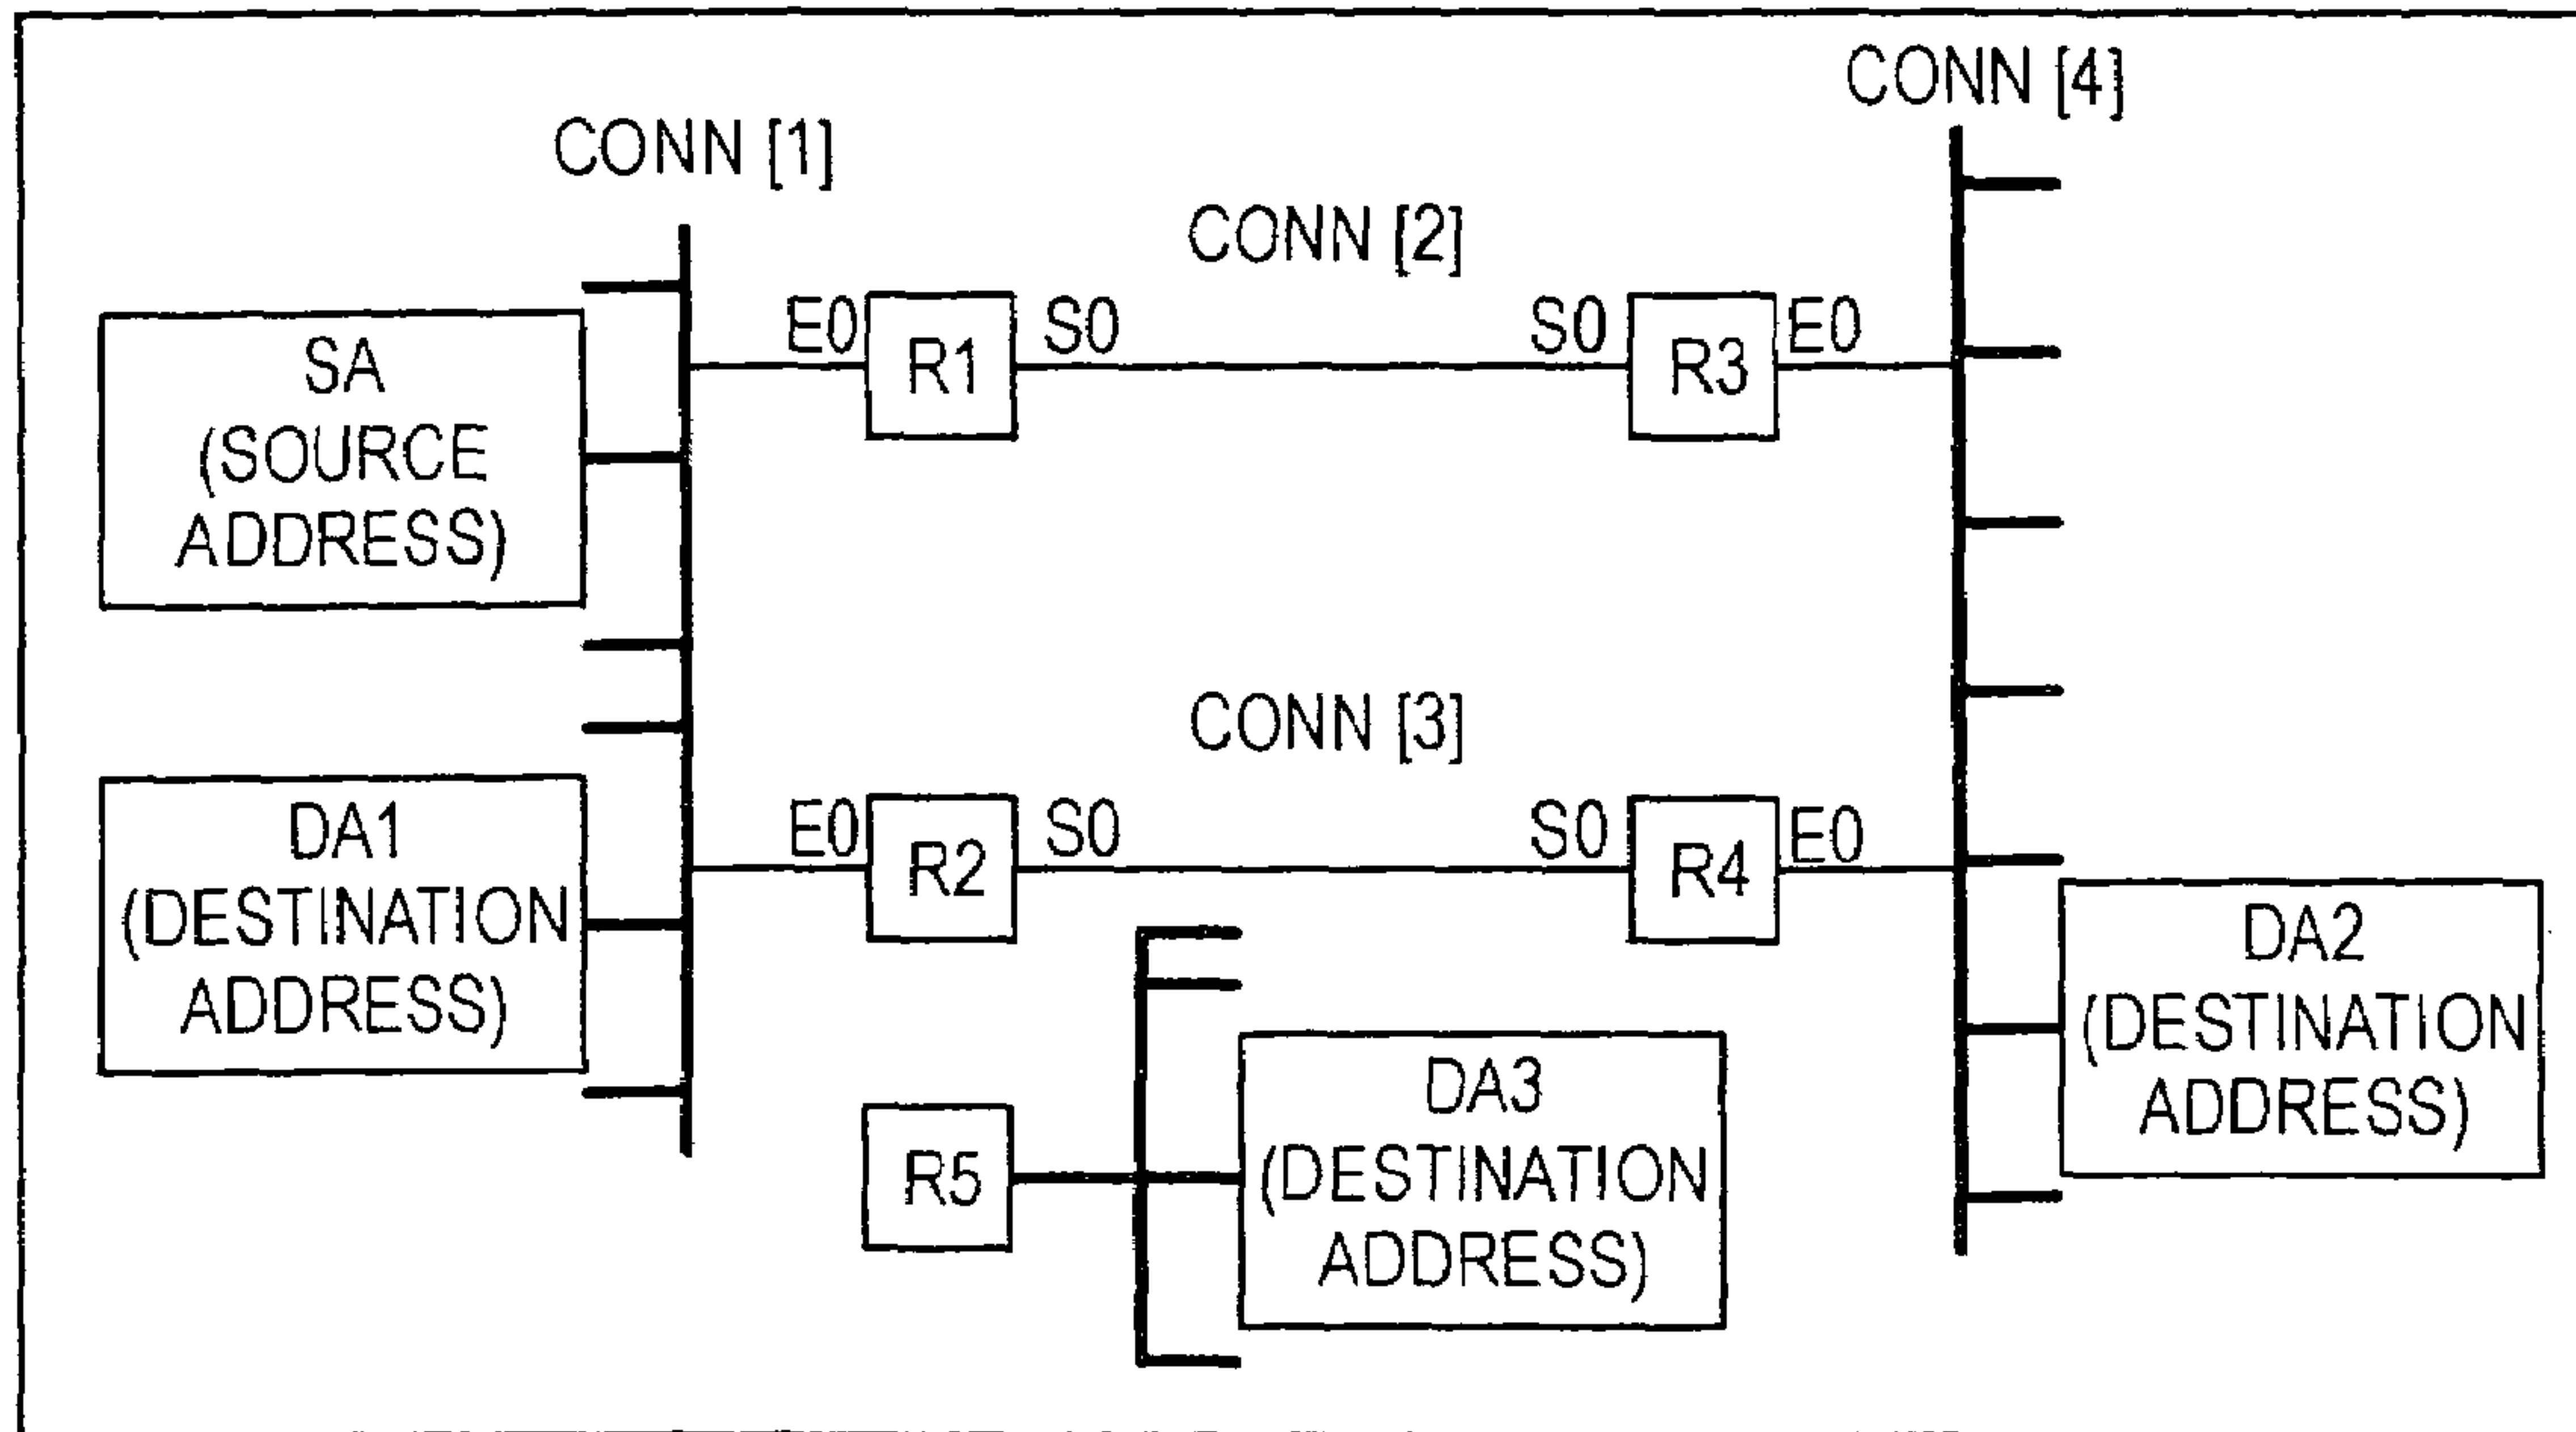 CONN [4]
CONN [1]
CONN [2]
E0
R1
S0
S0
R3
E0
SA
(SOURCE
ADDRESS)
CONN [3]
E0
R2
S0
S0
R4
E0
DA1
(DESTINATION
ADDRESS)
DA2
(DESTINATION
ADDRESS)
R5
DA3
(DESTINATION
ADDRESS)